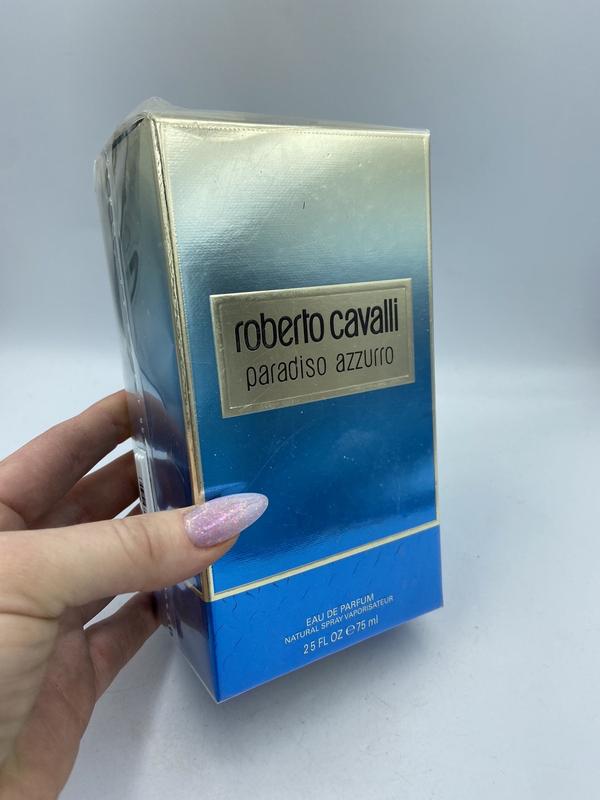 roberto cavalli
paradiso azzurro
EAU DE PARFUM
NATURAL SPRAY VAPORISATEUR
2 5 FL OZ ℮ 75 ml